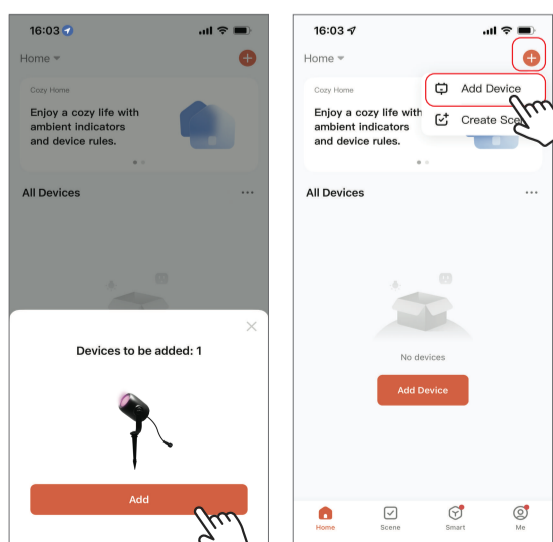 16:03
Home
Cozy Home
Enjoy a cozy life with
ambient indicators
and device rules.
All Devices
Devices to be added: 1
Add
16:03
Home
Add Device
Create Sce
Cozy Home
Enjoy a cozy life with
ambient indicators
and device rules.
All Devices
No devices
Add Device
Home
Scene
Smart
Me